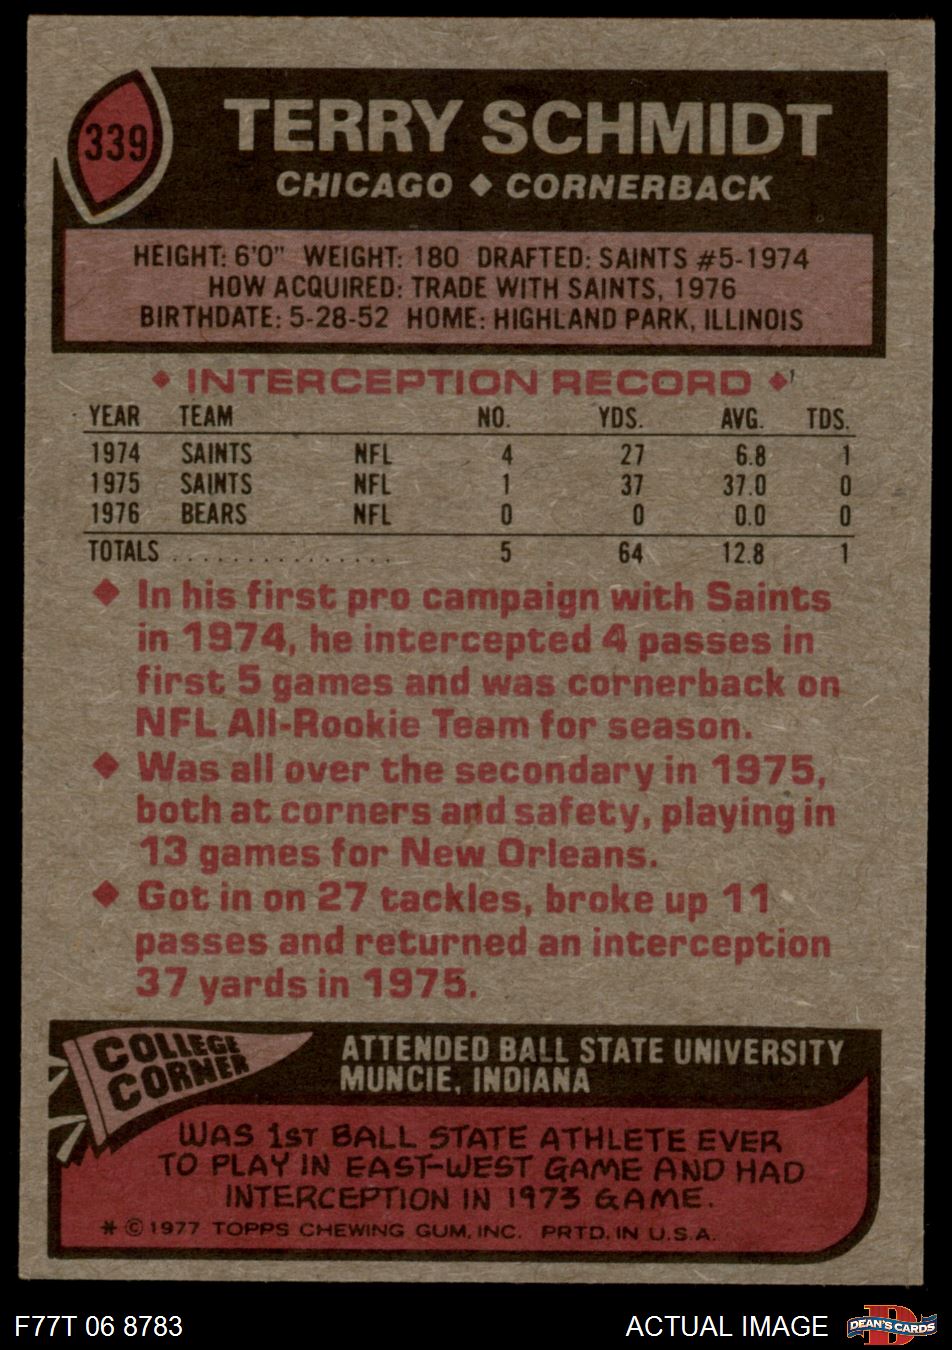 339
TERRY SCHMIDT
CHICAGO ◆ CORNERBACK
HEIGHT: 6'0" WEIGHT: 180 DRAFTED: SAINTS #5-1974
HOW ACQUIRED: TRADE WITH SAINTS, 1976
BIRTHDATE: 5-28-52 HOME: HIGHLAND PARK, ILLINOIS
◆ INTERCEPTION RECORD ◆
YEAR TEAM NO. YDS. AVG. TDS.
1974 SAINTS NFL 4 27 6.8 1
1975 SAINTS NFL 1 37 37.0 0
1976 BEARS NFL 0 0 0.0 0
TOTALS . . . . . . . . . . . . . . . . 5 64 12.8 1
◆ In his first pro campaign with Saints
in 1974, he intercepted 4 passes in
first 5 games and was cornerback on
NFL All-Rookie Team for season.
◆ Was all over the secondary in 1975,
both at corners and safety, playing in
13 games for New Orleans.
◆ Got in on 27 tackles, broke up 11
passes and returned an interception
37 yards in 1975.
COLLEGE
CORNER
ATTENDED BALL STATE UNIVERSITY
MUNCIE, INDIANA
WAS 1ST BALL STATE ATHLETE EVER
TO PLAY IN EAST-WEST GAME AND HAD
INTERCEPTION IN 1973 GAME.
* © 1977 TOPPS CHEWING GUM, INC. PRTD. IN U.S.A.
F77T 06 8783
ACTUAL IMAGE
D
DEAN'S CARDS